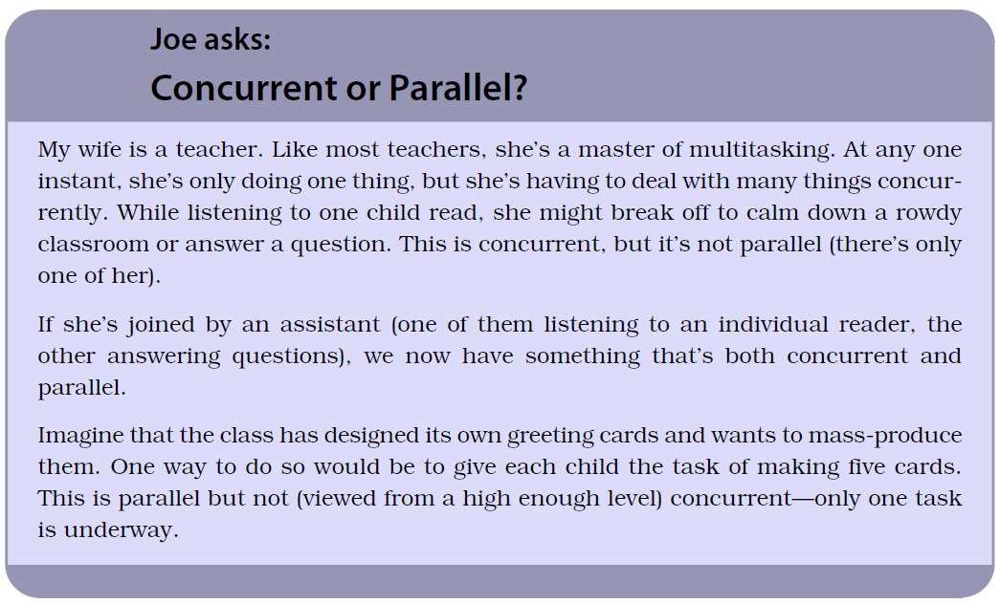 Joe asks:
Concurrent or Parallel?
My wife is a teacher. Like most teachers, she’s a master of multitasking. At any one
instant, she’s only doing one thing, but she’s having to deal with many things concur-
rently. While listening to one child read, she might break off to calm down a rowdy
classroom or answer a question. This is concurrent, but it’s not parallel (there’s only
one of her).
If she’s joined by an assistant (one of them listening to an individual reader, the
other answering questions), we now have something that’s both concurrent and
parallel.
Imagine that the class has designed its own greeting cards and wants to mass-produce
them. One way to do so would be to give each child the task of making five cards.
This is parallel but not (viewed from a high enough level) concurrent—only one task
is underway.